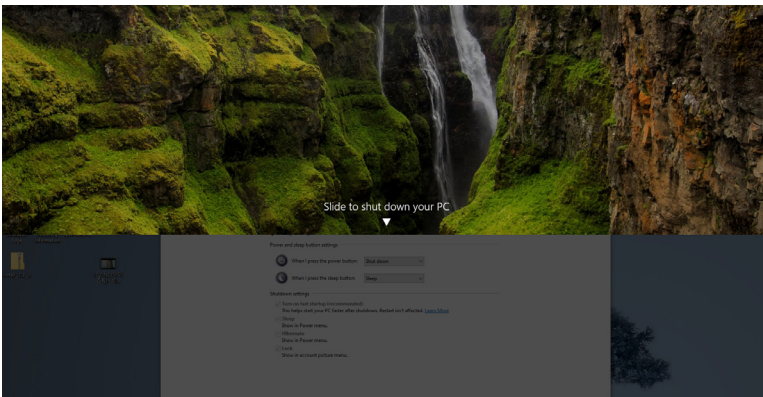 Slide to shut down your PC
Power and sleep button settings
When I press the power button: Shut down
When I press the sleep button: Sleep
Shutdown settings
Turn on fast startup (recommended)
This helps start your PC faster after shutdown. Restart isn't affected. Learn More
Sleep
Show in Power menu.
Hibernate
Show in Power menu.
Lock
Show in account picture menu.